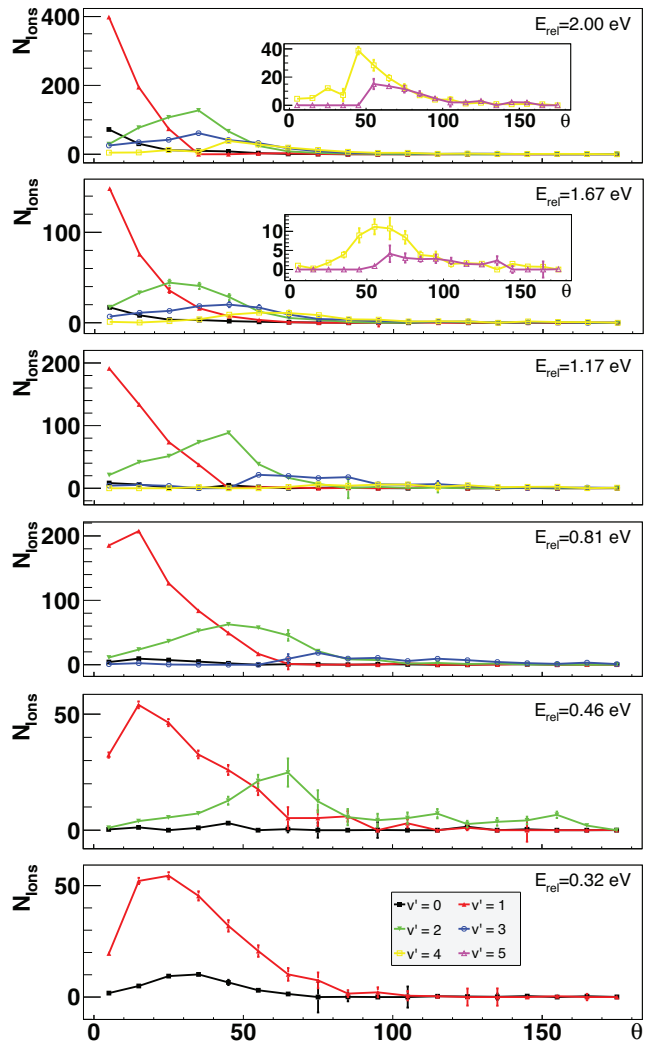 N_Ions
E_rel=2.00 eV
400
200
0
40
20
0
0 50 100 150 θ
N_Ions
E_rel=1.67 eV
100
0
10
5
0
0 50 100 150 θ
N_Ions
E_rel=1.17 eV
200
100
0
N_Ions
E_rel=0.81 eV
200
100
0
N_Ions
E_rel=0.46 eV
50
0
N_Ions
E_rel=0.32 eV
50
0
v' = 0 v' = 1
v' = 2 v' = 3
v' = 4 v' = 5
0 50 100 150 θ